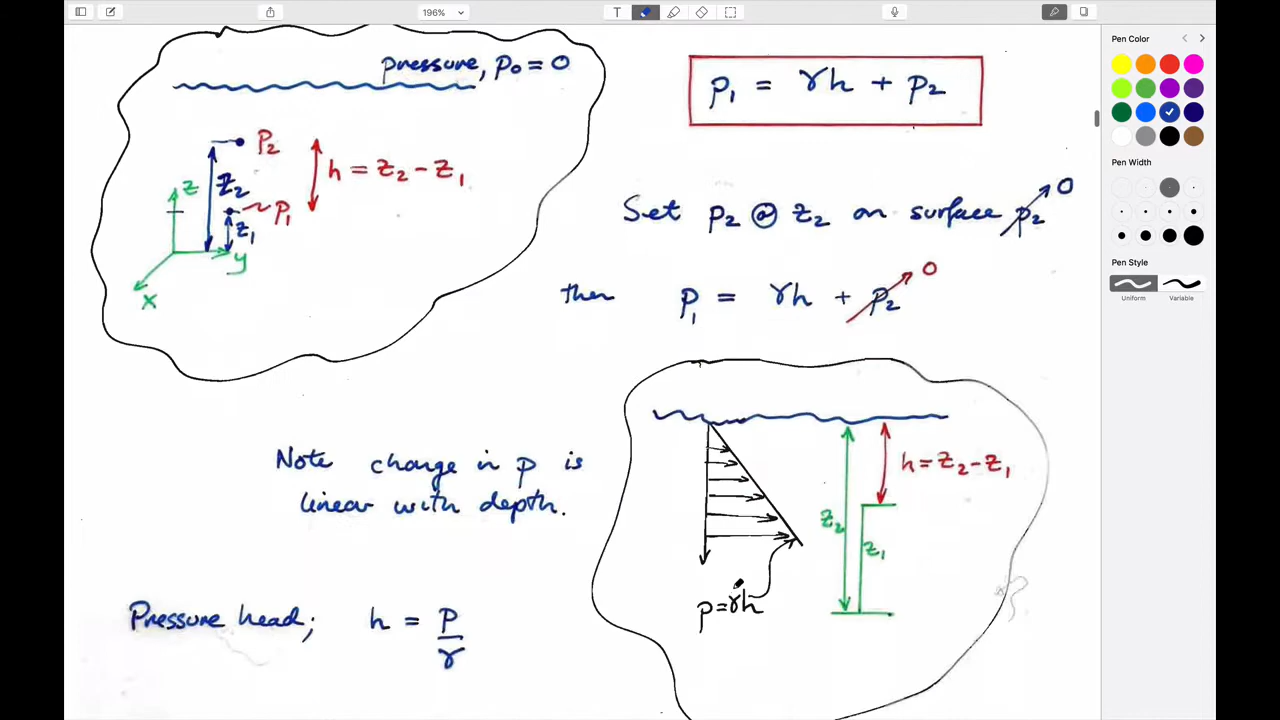 196%
T
pressure, p₀ = 0
p₁ = γh + p₂
P₂
h = z₂ - z₁
z
z₂
P₁
z₁
y
x
Set p₂ @ z₂ on surface p₂ 0
then p₁ = γh + p₂ 0
Note change in p is
linear with depth.
h = z₂ - z₁
z₂
z₁
p = γh
Pressure head; h = P/γ
Pen Color
Pen Width
Pen Style
Uniform
Variable